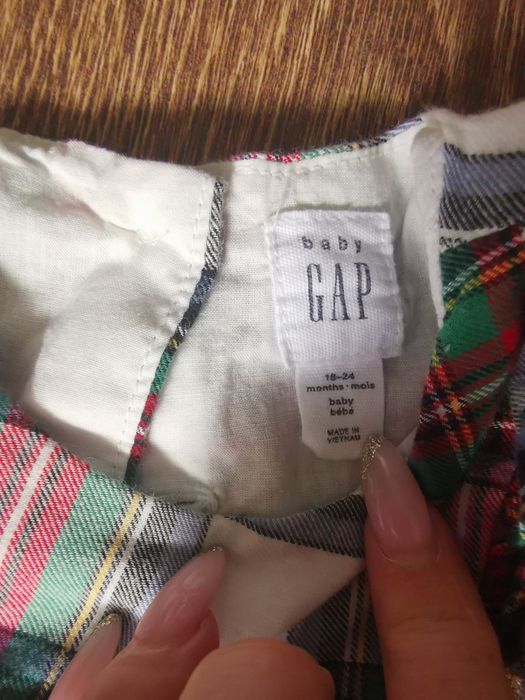 baby
GAP
18–24
months · mois
baby
bébé
MADE IN
VIETNAM